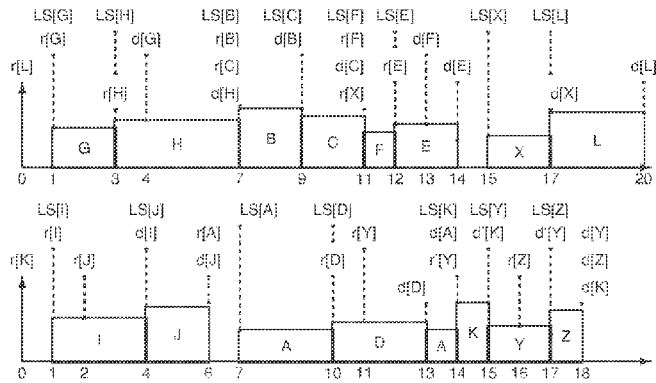 LS[G] LS[H] LS[B] LS[C] LS[F] LS[E] LS[X] LS[L]
r[G] d[G] r[B] d[B] r[F] d[F]
r[L] r[C] d[C] r[E] d[E] d[L]
r[H] d[H] r[X] d[X]
G H B C F E X L
0 1 3 4 7 9 11 12 13 14 15 17 20
LS[I] LS[J] LS[A] LS[D] LS[K] LS[Y] LS[Z]
r[I] d[I] r[A] r[Y] d[A] d'[K] d'[Y] d[Y]
r[K] r[J] d[J] r[D] r'[Y] r[Z] d[Z]
d[D] d[K]
I J A D A K Y Z
0 1 2 4 6 7 10 11 13 14 15 16 17 18